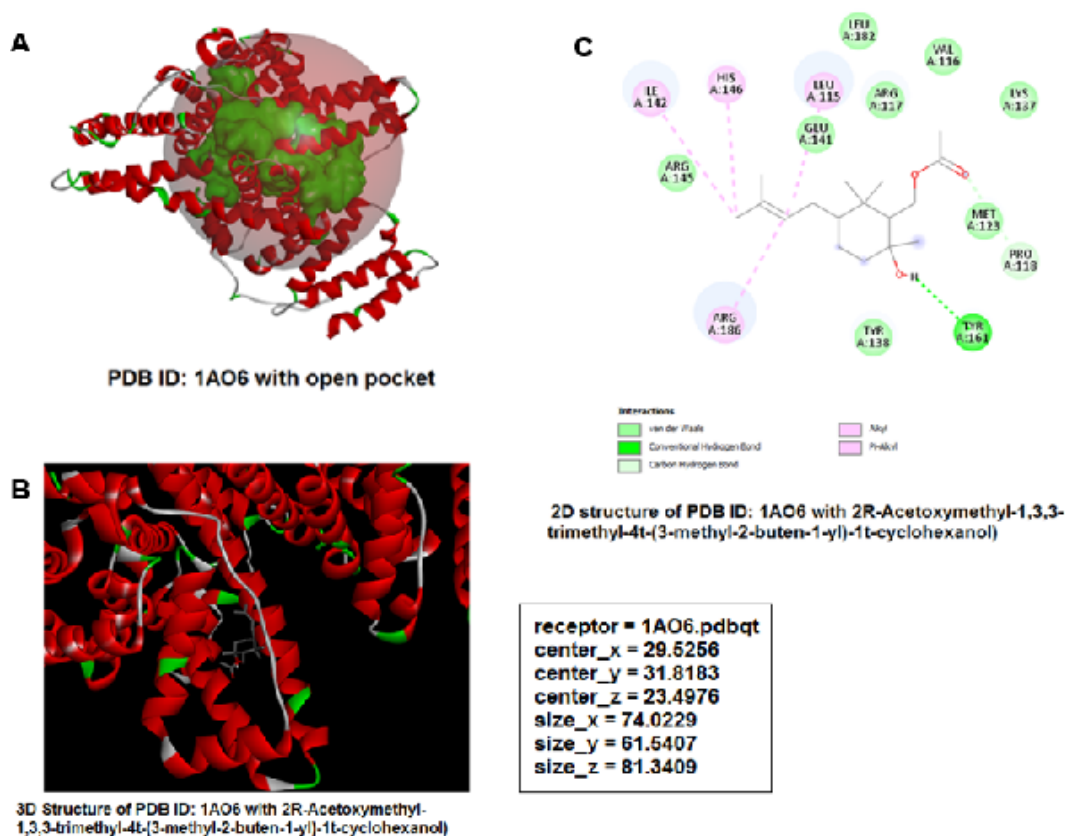 A
PDB ID: 1AO6 with open pocket
B
3D Structure of PDB ID: 1AO6 with 2R-Acetoxymethyl-
1,3,3-trimethyl-4t-(3-methyl-2-buten-1-yl)-1t-cyclohexanol)
C
LEU
A:182
VAL
A:116
ILE
A:142
HIS
A:146
LEU
A:115
ARG
A:117
LYS
A:137
GLU
A:141
ARG
A:145
O
O
MET
A:123
PRO
A:118
O
H
ARG
A:186
TYR
A:138
TYR
A:161
Interactions
van der Waals
Conventional Hydrogen Bond
Carbon Hydrogen Bond
Alkyl
Pi-Alkyl
2D structure of PDB ID: 1AO6 with 2R-Acetoxymethyl-1,3,3-
trimethyl-4t-(3-methyl-2-buten-1-yl)-1t-cyclohexanol)
receptor = 1AO6.pdbqt
center_x = 29.5256
center_y = 31.8183
center_z = 23.4976
size_x = 74.0229
size_y = 61.5407
size_z = 81.3409